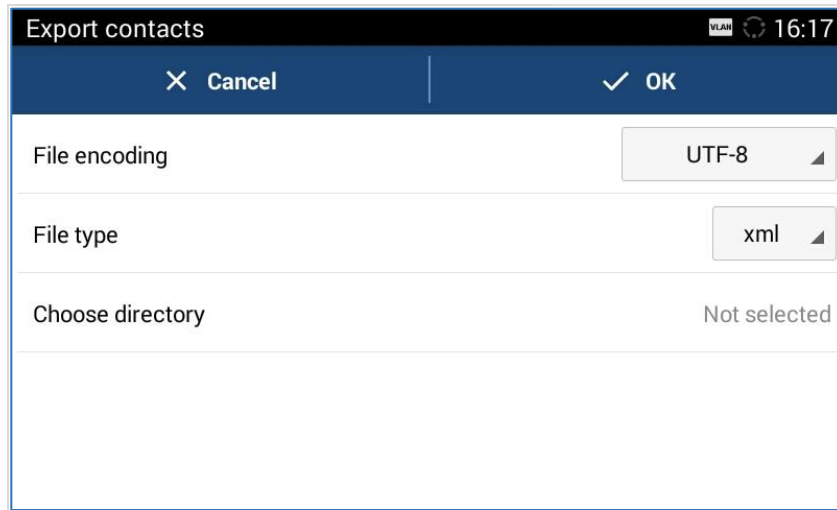 Export contacts VLAN 16:17
Cancel OK
File encoding UTF-8
File type xml
Choose directory Not selected